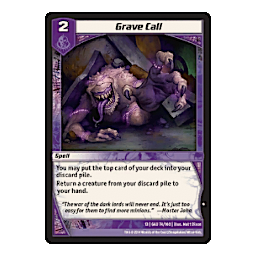 2
Grave Call
Spell
You may put the top card of your deck into your
discard pile.
Return a creature from your discard pile to
your hand.
"The war of the dark lords will never end. It's just too
easy for them to find more minions." —Master John